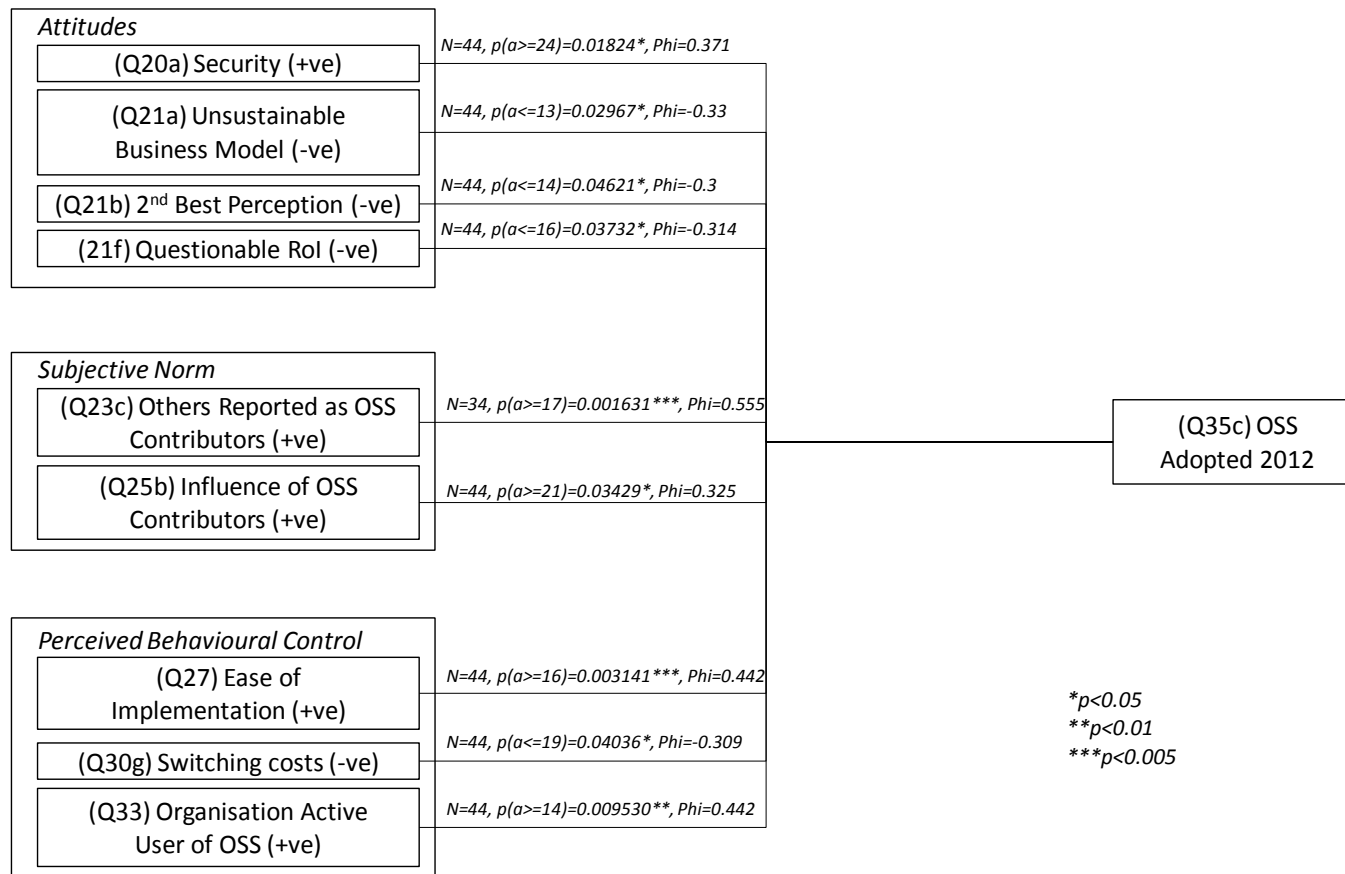 Attitudes
(Q20a) Security (+ve)
N=44, p(a>=24)=0.01824*, Phi=0.371
(Q21a) Unsustainable
Business Model (-ve)
N=44, p(a<=13)=0.02967*, Phi=-0.33
(Q21b) 2nd Best Perception (-ve)
N=44, p(a<=14)=0.04621*, Phi=-0.3
(21f) Questionable RoI (-ve)
N=44, p(a<=16)=0.03732*, Phi=-0.314
Subjective Norm
(Q23c) Others Reported as OSS
Contributors (+ve)
N=34, p(a>=17)=0.001631***, Phi=0.555
(Q25b) Influence of OSS
Contributors (+ve)
N=44, p(a>=21)=0.03429*, Phi=0.325
(Q35c) OSS
Adopted 2012
Perceived Behavioural Control
(Q27) Ease of
Implementation (+ve)
N=44, p(a>=16)=0.003141***, Phi=0.442
(Q30g) Switching costs (-ve)
N=44, p(a<=19)=0.04036*, Phi=-0.309
(Q33) Organisation Active
User of OSS (+ve)
N=44, p(a>=14)=0.009530**, Phi=0.442
*p<0.05
**p<0.01
***p<0.005